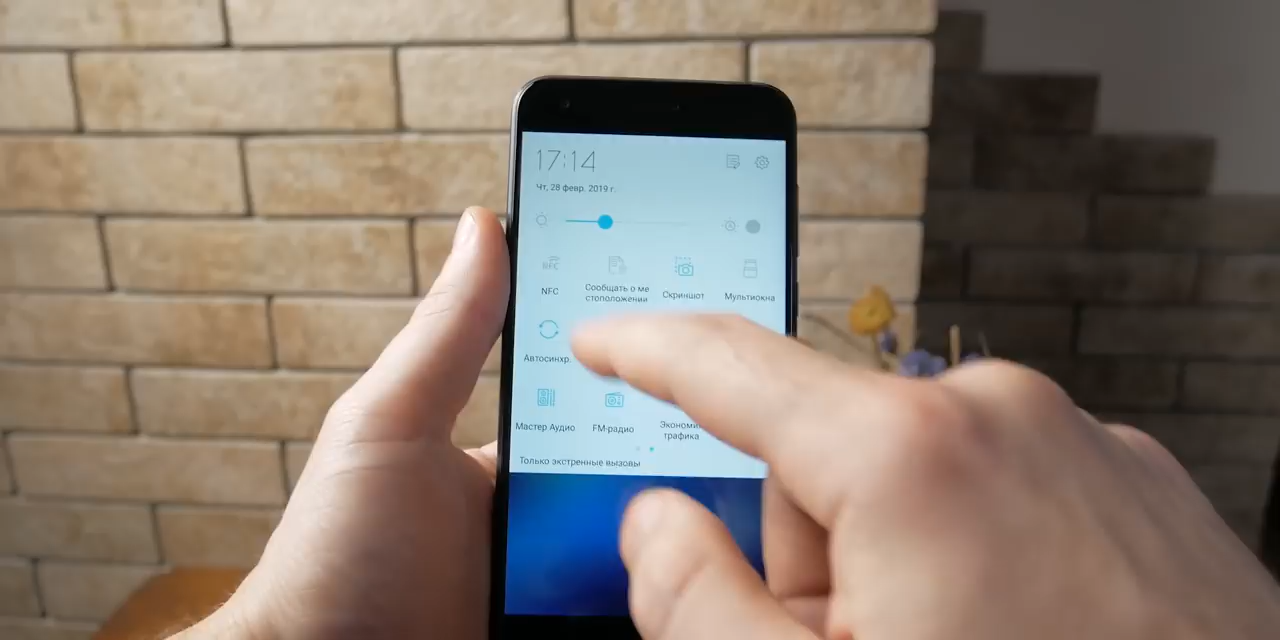 17:14
Чт, 28 февр. 2019 г.
NFC
Сообщать о ме
стоположении
Скриншот
Мультиокна
Автосинхр.
Мастер Аудио
FM-радио
Эконом
трафика
Только экстренные вызовы